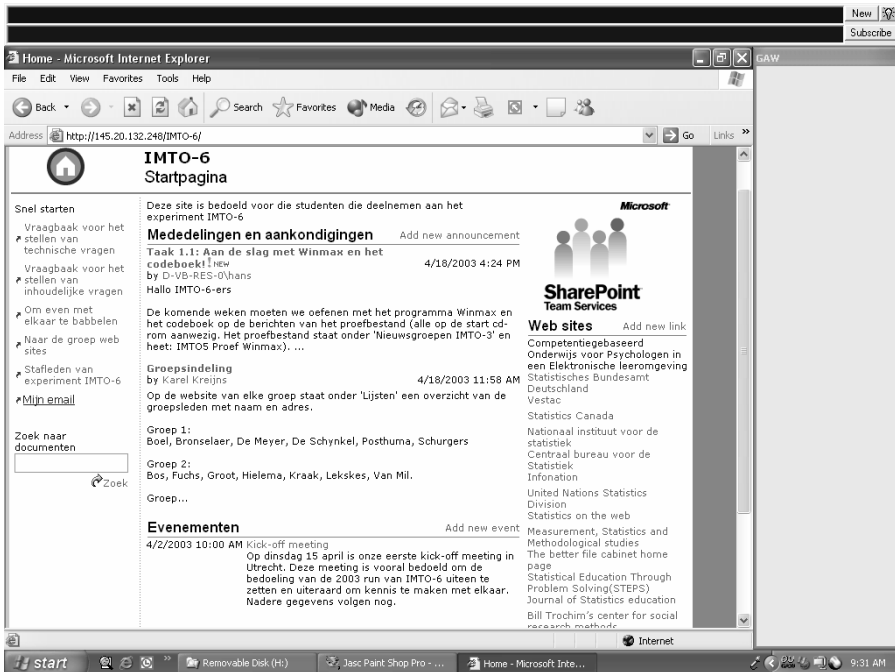 New
Subscribe
Home - Microsoft Internet Explorer
GAW
File Edit View Favorites Tools Help
Back Search Favorites Media
Address http://145.20.132.248/IMTO-6/ Go Links »
IMTO-6
Startpagina
Snel starten
Vraagbaak voor het
stellen van
technische vragen
Vraagbaak voor het
stellen van
inhoudelijke vragen
Om even met
elkaar te babbelen
Naar de groep web
sites
Stafleden van
experiment IMTO-6
Mijn email
Zoek naar
documenten
Zoek
Deze site is bedoeld voor die studenten die deelnemen aan het
experiment IMTO-6
Mededelingen en aankondigingen Add new announcement
Taak 1.1: Aan de slag met Winmax en het
codeboek! ! NEW 4/18/2003 4:24 PM
by D-VB-RES-0\hans
Hallo IMTO-6-ers
De komende weken moeten we oefenen met het programma Winmax en
het codeboek op de berichten van het proefbestand (alle op de start cd-
rom aanwezig. Het proefbestand staat onder 'Nieuwsgroepen IMTO-3' en
heet: IMTO5 Proef Winmax). ...
Groepsindeling
by Karel Kreijns 4/18/2003 11:58 AM
Op de website van elke groep staat onder 'Lijsten' een overzicht van de
groepsleden met naam en adres.
Groep 1:
Boel, Bronselaer, De Meyer, De Schynkel, Posthuma, Schurgers
Groep 2:
Bos, Fuchs, Groot, Hielema, Kraak, Lekskes, Van Mil.
Groep...
Evenementen Add new event
4/2/2003 10:00 AM Kick-off meeting
Op dinsdag 15 april is onze eerste kick-off meeting in
Utrecht. Deze meeting is vooral bedoeld om de
bedoeling van de 2003 run van IMTO-6 uiteen te
zetten en uiteraard om kennis te maken met elkaar.
Nadere gegevens volgen nog.
Microsoft
SharePoint
Team Services
Web sites Add new link
Competentiegebaseerd
Onderwijs voor Psychologen in
een Elektronische leeromgeving
Statistisches Bundesamt
Deutschland
Vestac
Statistics Canada
Nationaal instituut voor de
statistiek
Centraal bureau voor de
Statistiek
Infonation
United Nations Statistics
Division
Statistics on the web
Measurement, Statistics and
Methodological studies
The better file cabinet home
page
Statistical Education Through
Problem Solving(STEPS)
Journal of Statistics education
Bill Trochim's center for social
research methods
Internet
start » Removable Disk (H:) Jasc Paint Shop Pro - ... Home - Microsoft Inte... 9:31 AM